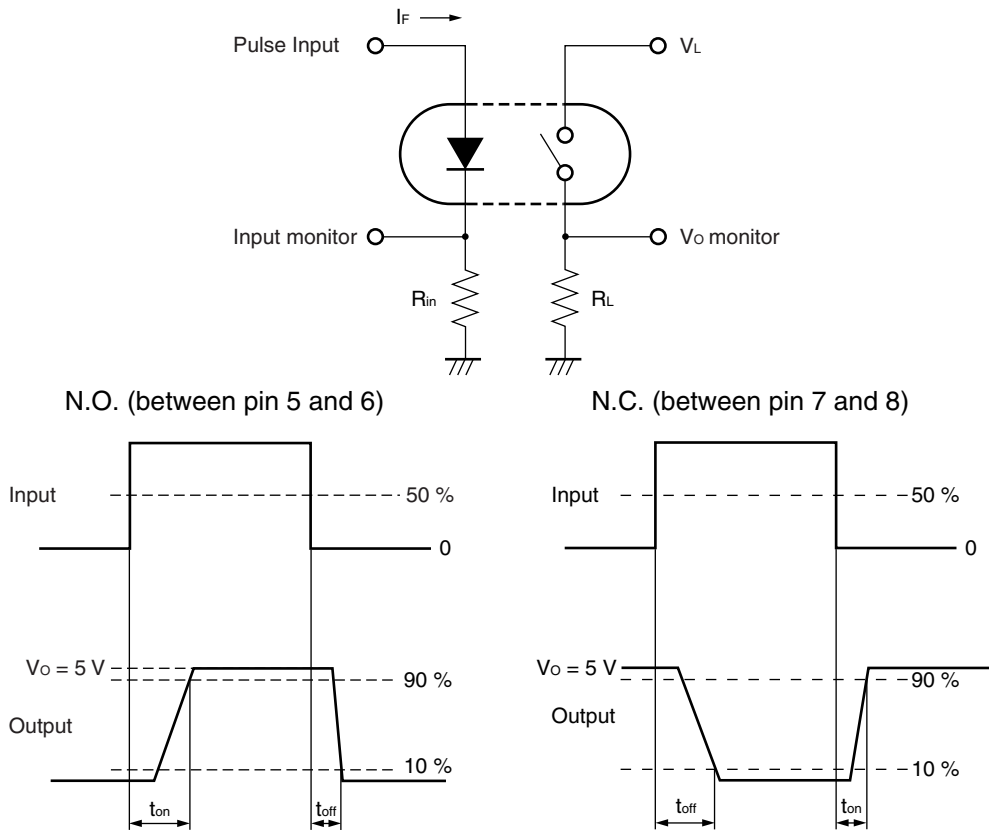 IF
Pulse Input
VL
Input monitor
VO monitor
Rin
RL
N.O. (between pin 5 and 6)
N.C. (between pin 7 and 8)
Input
50 %
0
VO = 5 V
90 %
Output
10 %
ton
toff
Input
50 %
0
VO = 5 V
90 %
Output
10 %
toff
ton